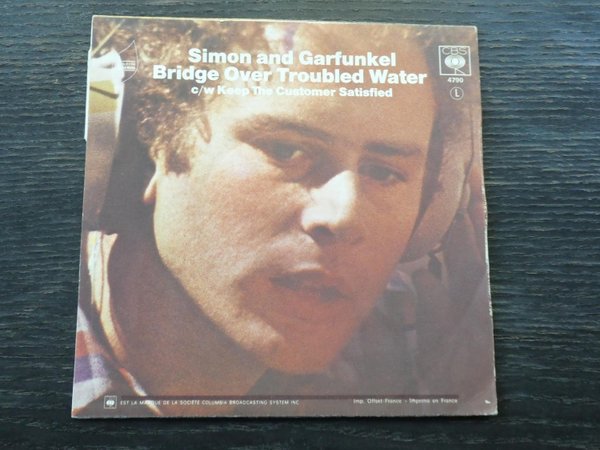 Simon and Garfunkel
Bridge Over Troubled Water
c/w Keep The Customer Satisfied
CBS
4790
L
EST LA MARQUE DE LA SOCIÉTÉ COLUMBIA BROADCASTING SYSTEM INC
Imp. Offset-France - Imprimé en France